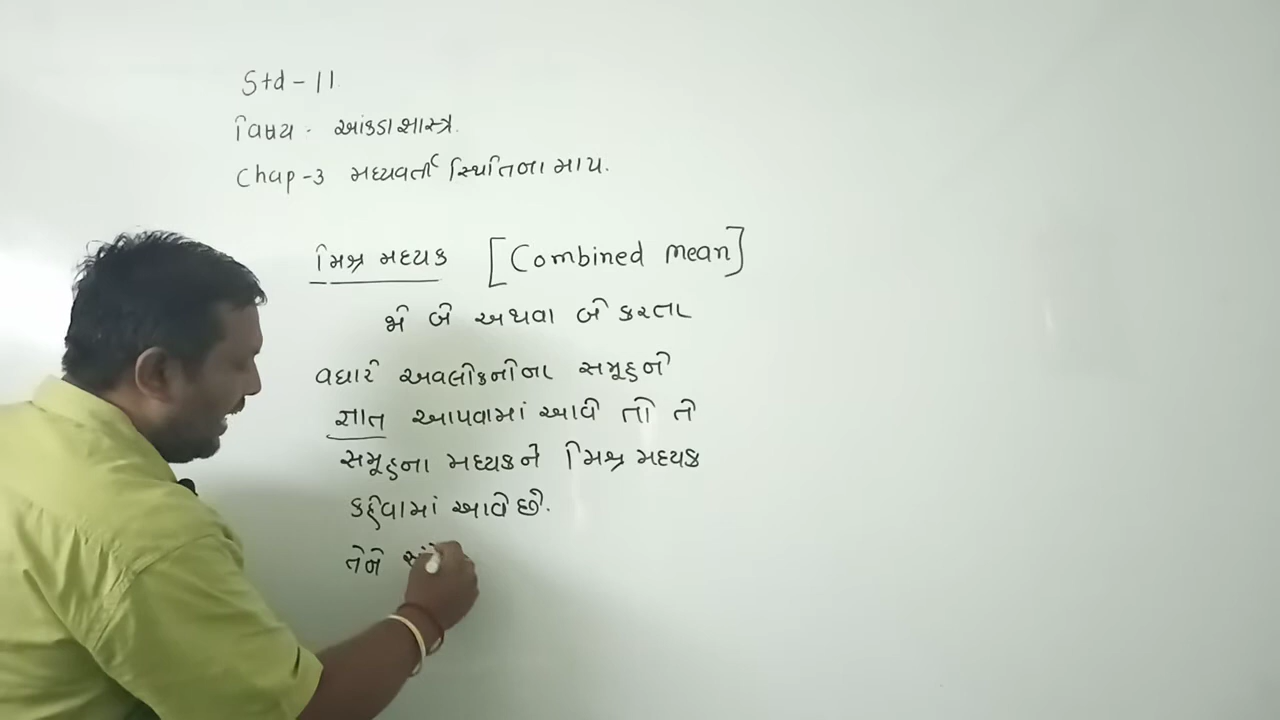 Std - 11.
વિષય - આંકડાશાસ્ત્ર.
Chap - 3 મધ્યવર્તી સ્થિતિના માપ.
મિશ્ર મધ્યક [Combined Mean]
જો બે અથવા બે કરતા
વધારે અવલોકનોના સમૂહને
જ્ઞાત આપવામાં આવે તો તે
સમૂહના મધ્યકને મિશ્ર મધ્યક
કહેવામાં આવે છે.
તેને